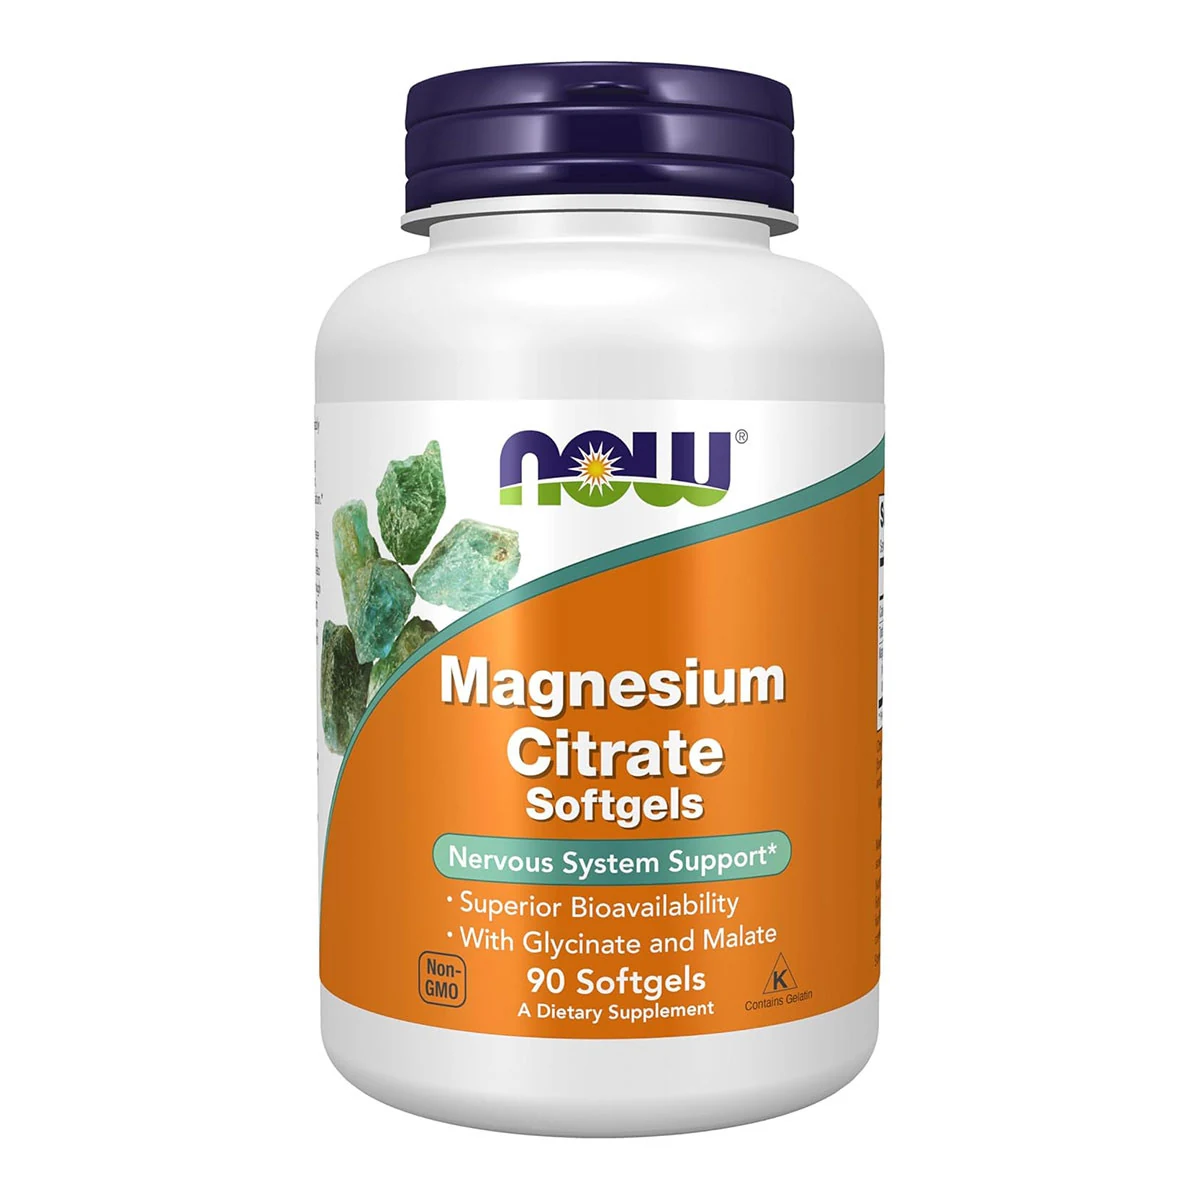 now®
Magnesium
Citrate
Softgels
Nervous System Support*
· Superior Bioavailability
· With Glycinate and Malate
90 Softgels
A Dietary Supplement
Non-
GMO
K
Contains Gelatin